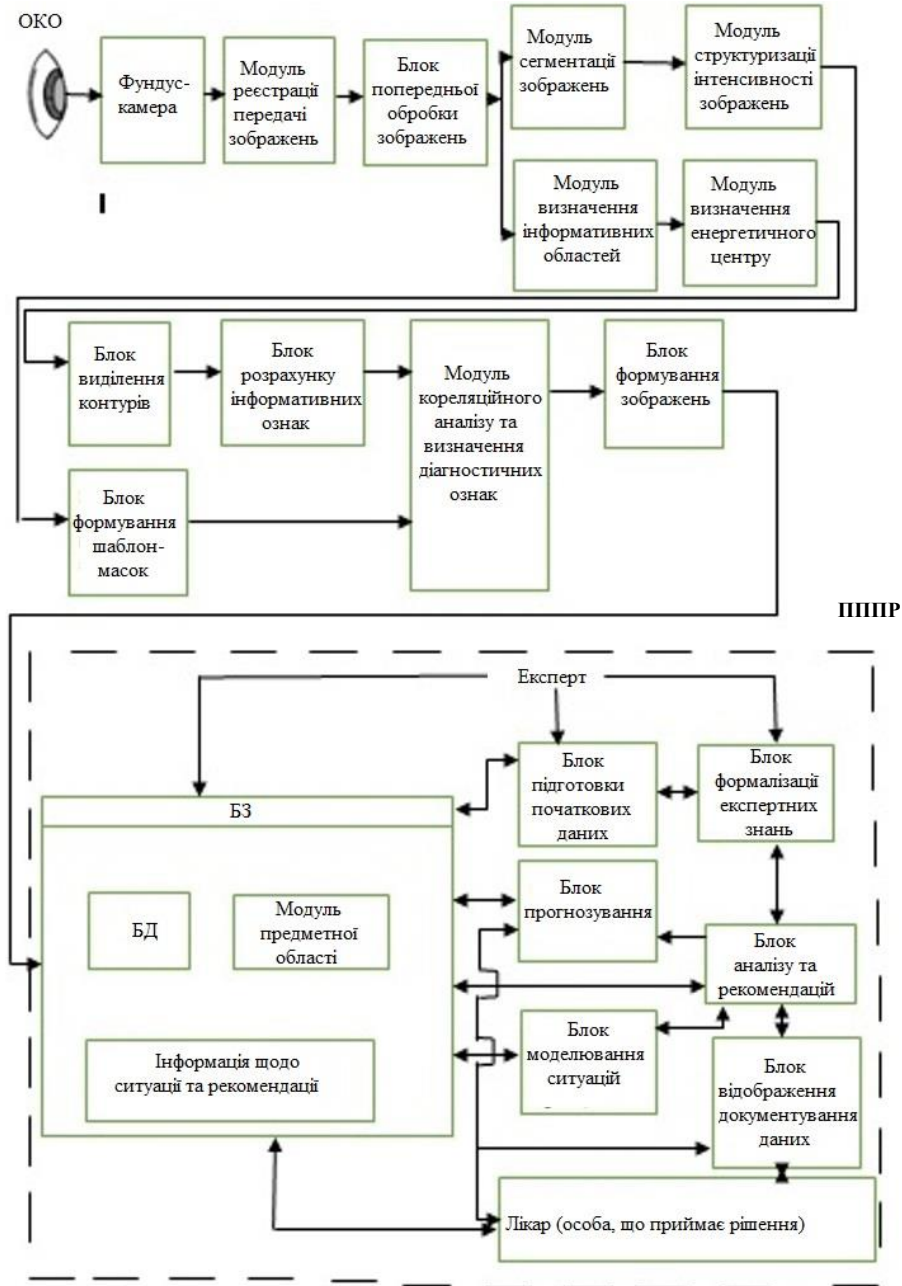 ОКО
Фундус-
камера
Модуль
реєстрації
передачі
зображень
Блок
попередньої
обробки
зображень
Модуль
сегментації
зображень
Модуль
структуризації
інтенсивності
зображень
Модуль
визначення
інформативних
областей
Модуль
визначення
енергетичного
центру
Блок
виділення
контурів
Блок
розрахунку
інформативних
ознак
Модуль
кореляційного
аналізу та
визначення
діагностичних
ознак
Блок
формування
зображень
Блок
формування
шаблон-
масок
ПППР
Експерт
Блок
підготовки
початкових
даних
Блок
формалізації
експертних
знань
БЗ
БД
Модуль
предметної
області
Інформація щодо
ситуації та рекомендації
Блок
прогнозування
Блок
аналізу та
рекомендацій
Блок
моделювання
ситуацій
Блок
відображення
документування
даних
Лікар (особа, що приймає рішення)